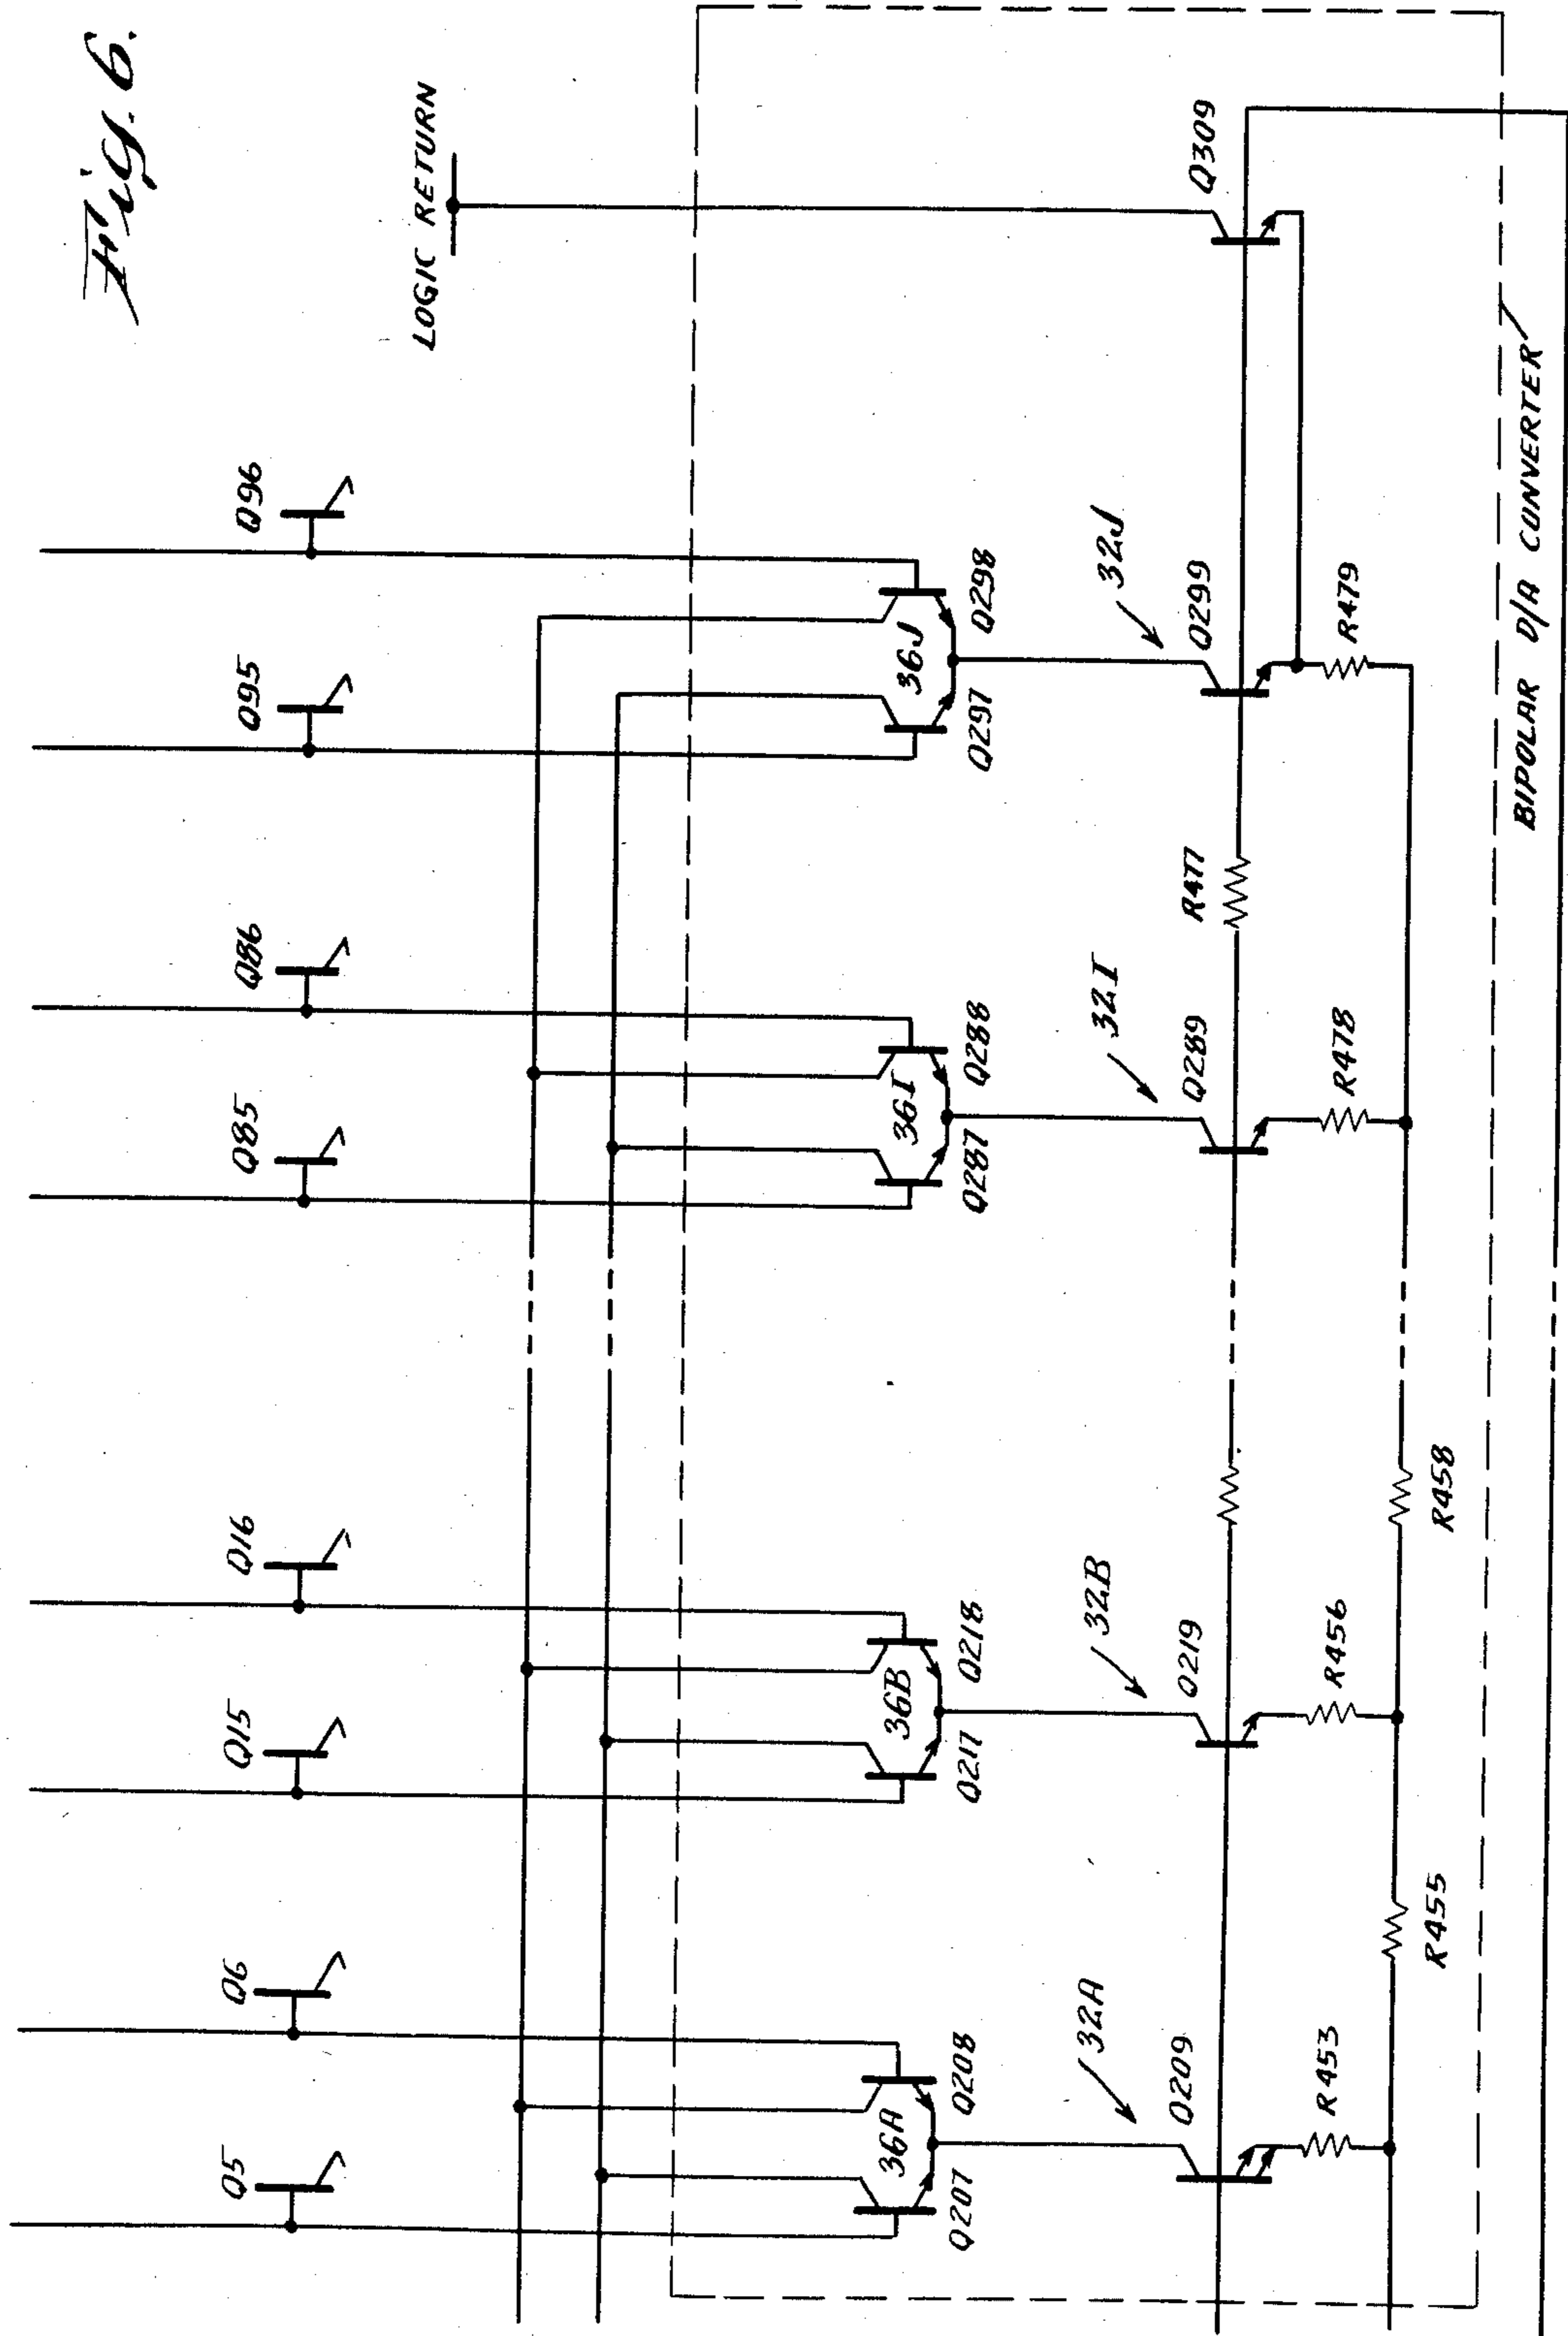 Fig. 6.
LOGIC RETURN
Q5
Q6
Q15
Q16
Q85
Q86
Q95
Q96
36A
Q207
Q208
36B
Q217
Q218
36I
Q287
Q288
36J
Q297
Q298
32A
32B
32I
32J
Q209
Q219
Q289
R477
Q299
Q309
R453
R456
R478
R479
R455
R458
BIPOLAR D/A CONVERTER